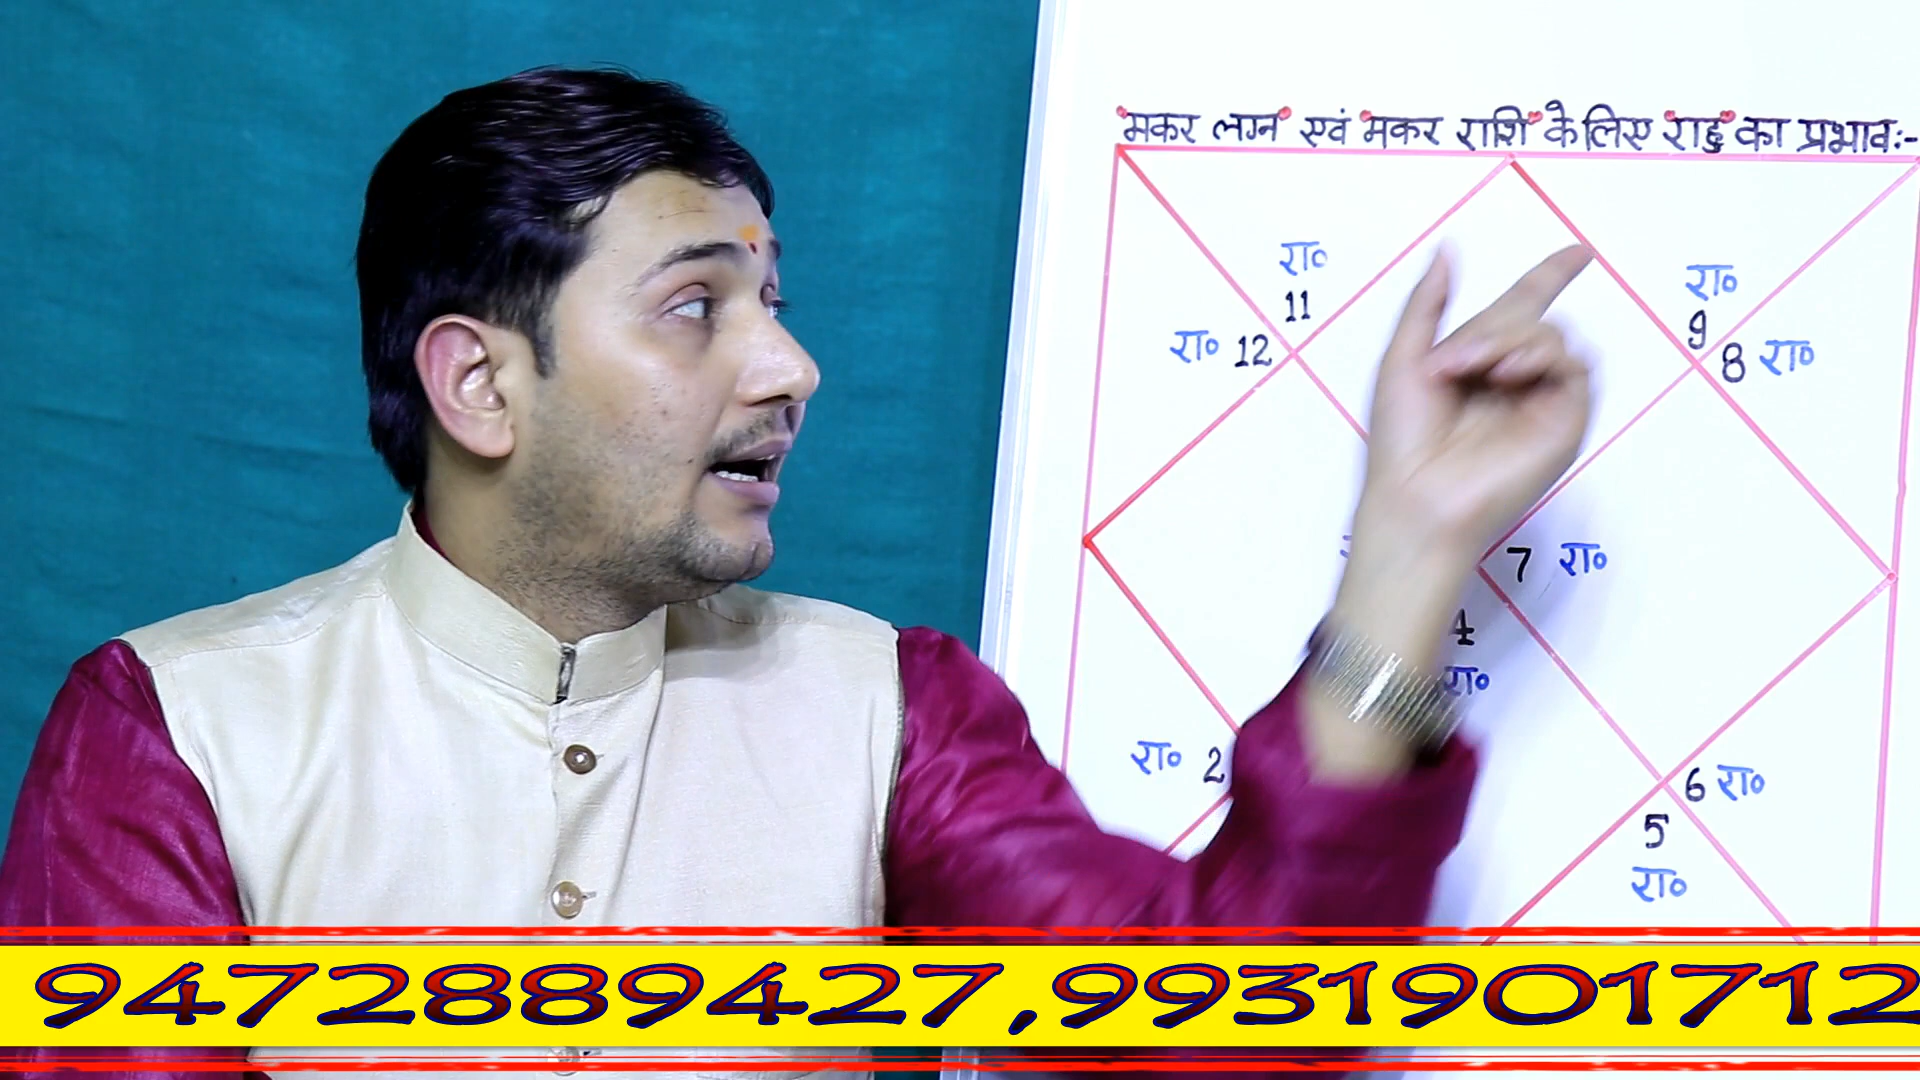 मकर लग्न एवं मकर राशि के लिए राहु का प्रभाव:-
रा० रा०
11 9
रा० 12 8 रा०
7 रा०
4
रा०
रा० 2 6 रा०
5
रा०
9472889427,9931901712